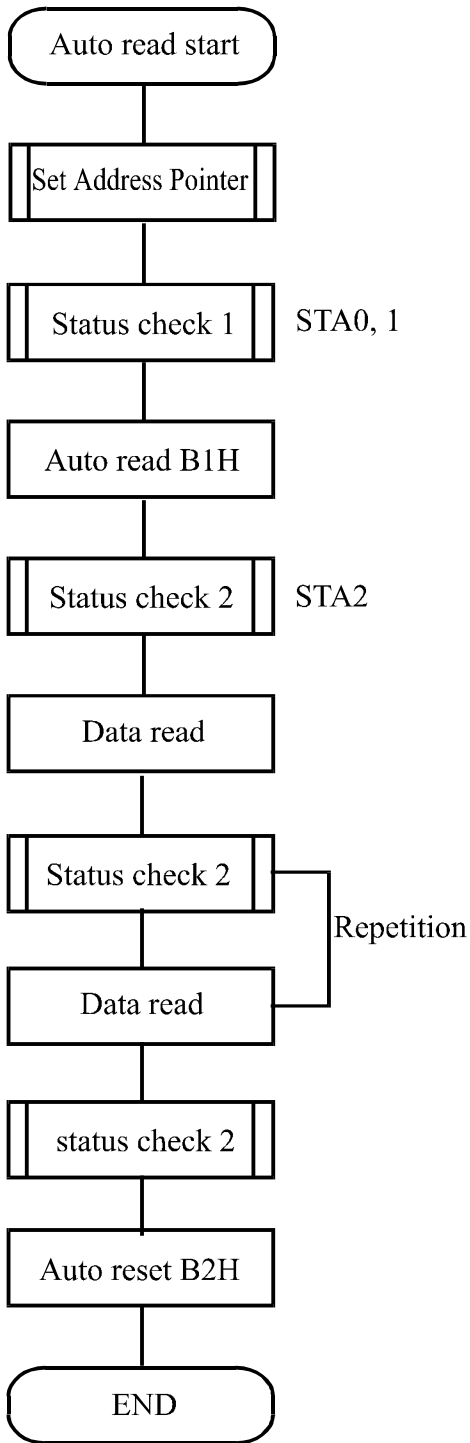 Auto read start
Set Address Pointer
Status check 1
STA0, 1
Auto read B1H
Status check 2
STA2
Data read
Status check 2
Repetition
Data read
status check 2
Auto reset B2H
END